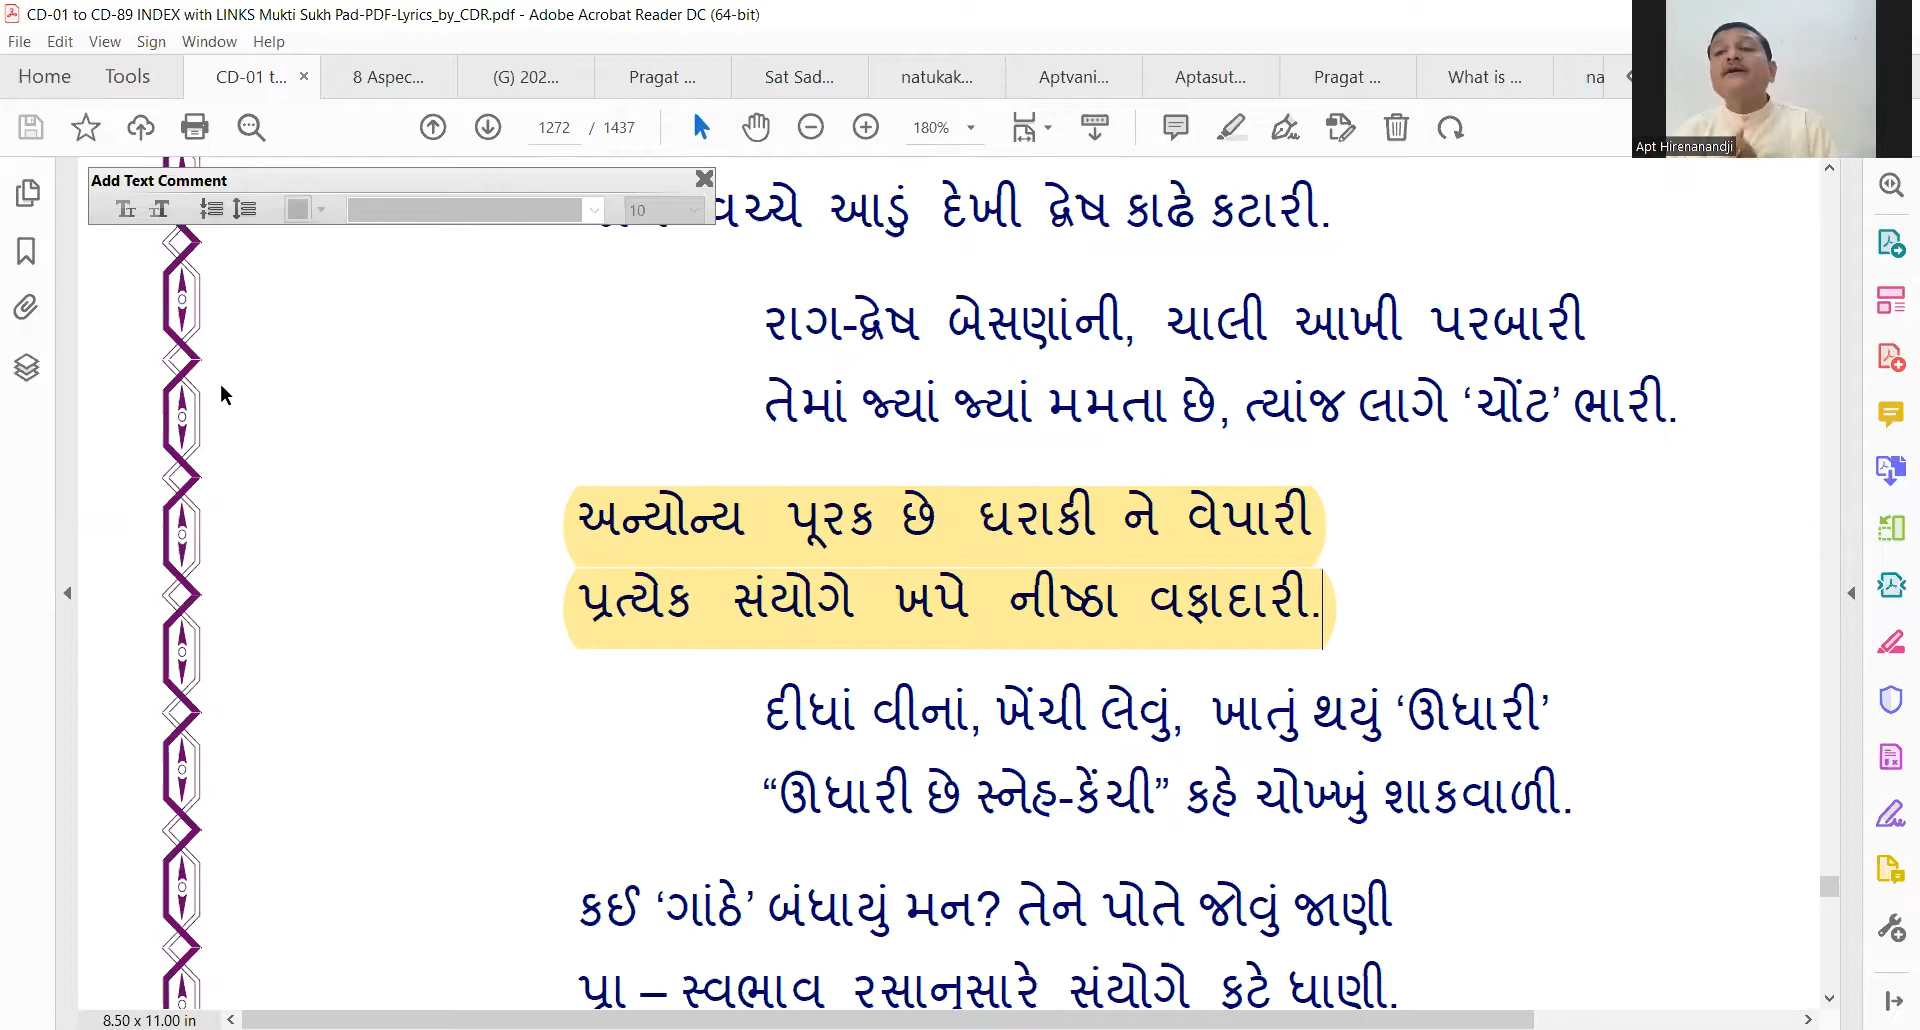 CD-01 to CD-89 INDEX with LINKS Mukti Sukh Pad-PDF-Lyrics_by_CDR.pdf - Adobe Acrobat Reader DC (64-bit)
File Edit View Sign Window Help
Home Tools CD-01 t... 8 Aspec... (G) 202... Pragat ... Sat Sad... natukak... Aptvani... Aptasut... Pragat ... What is ... na
1272 / 1437 180%
Apt Hirenanandji
Add Text Comment
10
વચ્ચે આડું દેખી દ્વેષ કાઢે કટારી.
રાગ-દ્વેષ બેસણાંની, ચાલી આખી પરબારી
તેમાં જ્યાં જ્યાં મમતા છે, ત્યાંજ લાગે ‘ચોંટ’ ભારી.
અન્યોન્ય પૂરક છે ઘરાકી ને વેપારી
પ્રત્યેક સંયોગે ખપે નીષ્ઠા વફાદારી.
દીધાં વીનાં, ખેંચી લેવું, ખાતું થયું ‘ઊધારી’
“ઊધારી છે સ્નેહ-કેંચી” કહે ચોખ્ખું શાકવાળી.
કઈ ‘ગાંઠે’ બંધાયું મન? તેને પોતે જોવું જાણી
પ્રા – સ્વભાવ રસાનુસારે સંયોગે ફુટે ધાણી.
8.50 x 11.00 in